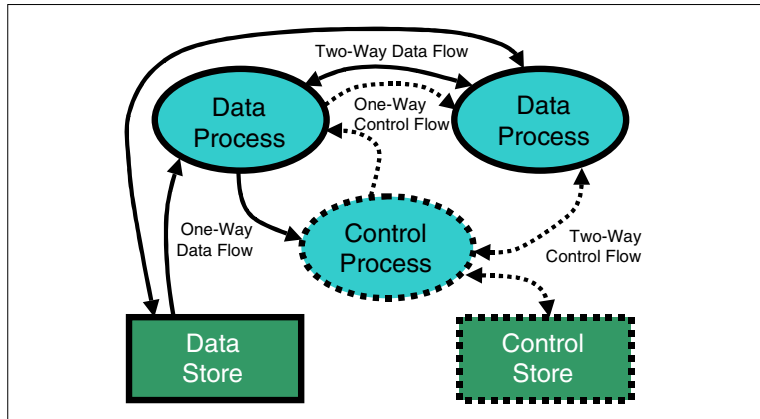 Two-Way Data Flow
Data
Process
One-Way
Control Flow
Data
Process
One-Way
Data Flow
Control
Process
Two-Way
Control Flow
Data
Store
Control
Store